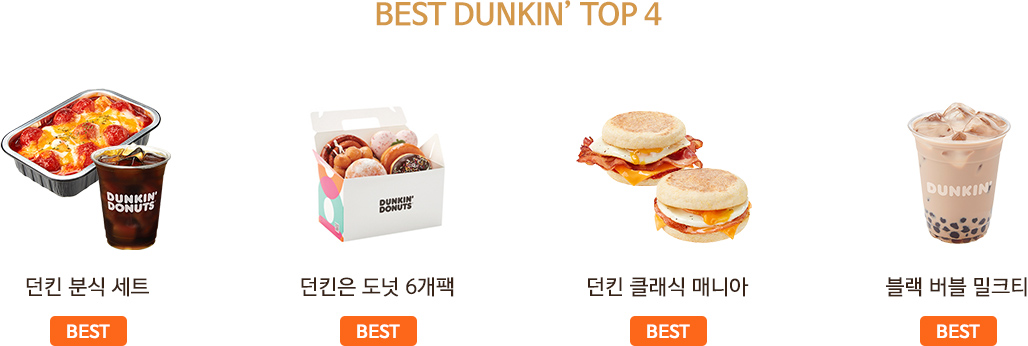 BEST DUNKIN’ TOP 4
DUNKIN'
DONUTS
DUNKIN'
DONUTS
DUNKIN'
던킨 분식 세트
던킨은 도넛 6개팩
던킨 클래식 매니아
블랙 버블 밀크티
BEST
BEST
BEST
BEST